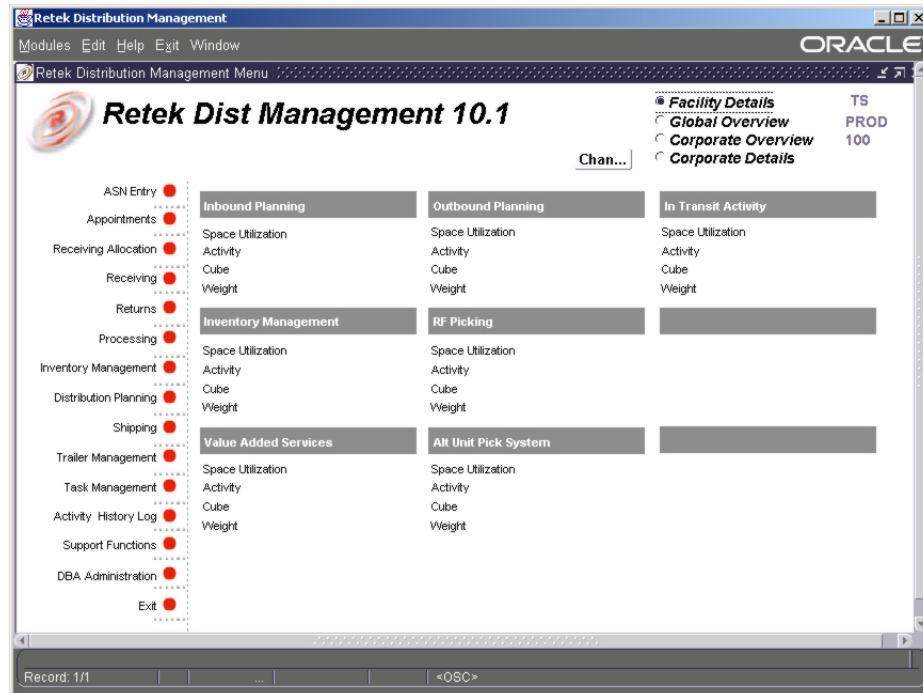 Retek Distribution Management
Modules Edit Help Exit Window
ORACLE
Retek Distribution Management Menu
Retek Dist Management 10.1
Facility Details
Global Overview
Corporate Overview
Corporate Details
TS
PROD
100
Chan...
ASN Entry
Appointments
Receiving Allocation
Receiving
Returns
Processing
Inventory Management
Distribution Planning
Shipping
Trailer Management
Task Management
Activity History Log
Support Functions
DBA Administration
Exit
Inbound Planning
Space Utilization
Activity
Cube
Weight
Outbound Planning
Space Utilization
Activity
Cube
Weight
In Transit Activity
Space Utilization
Activity
Cube
Weight
Inventory Management
Space Utilization
Activity
Cube
Weight
RF Picking
Space Utilization
Activity
Cube
Weight
Value Added Services
Space Utilization
Activity
Cube
Weight
Alt Unit Pick System
Space Utilization
Activity
Cube
Weight
Record: 1/1
...
<OSC>